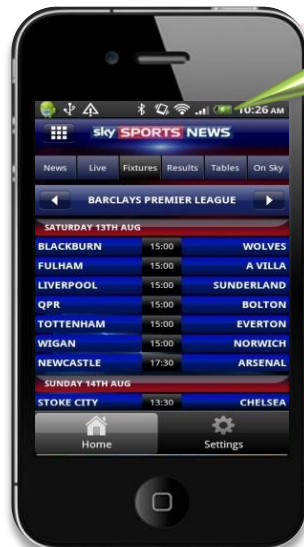 10:26 AM
sky SPORTS NEWS
News Live Fixtures Results Tables On Sky
BARCLAYS PREMIER LEAGUE
SATURDAY 13TH AUG
BLACKBURN 15:00 WOLVES
FULHAM 15:00 A VILLA
LIVERPOOL 15:00 SUNDERLAND
QPR 15:00 BOLTON
TOTTENHAM 15:00 EVERTON
WIGAN 15:00 NORWICH
NEWCASTLE 17:30 ARSENAL
SUNDAY 14TH AUG
STOKE CITY 13:30 CHELSEA
Home Settings